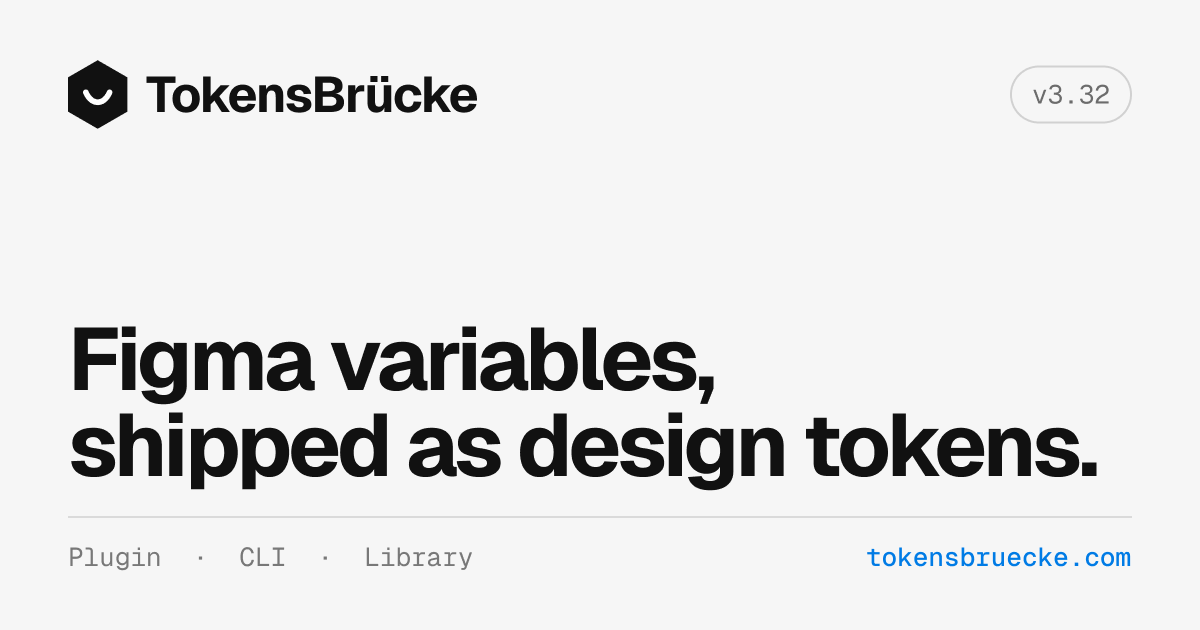 TokensBrücke
v3.32
Figma variables,
shipped as design tokens.
Plugin · CLI · Library
tokensbruecke.com